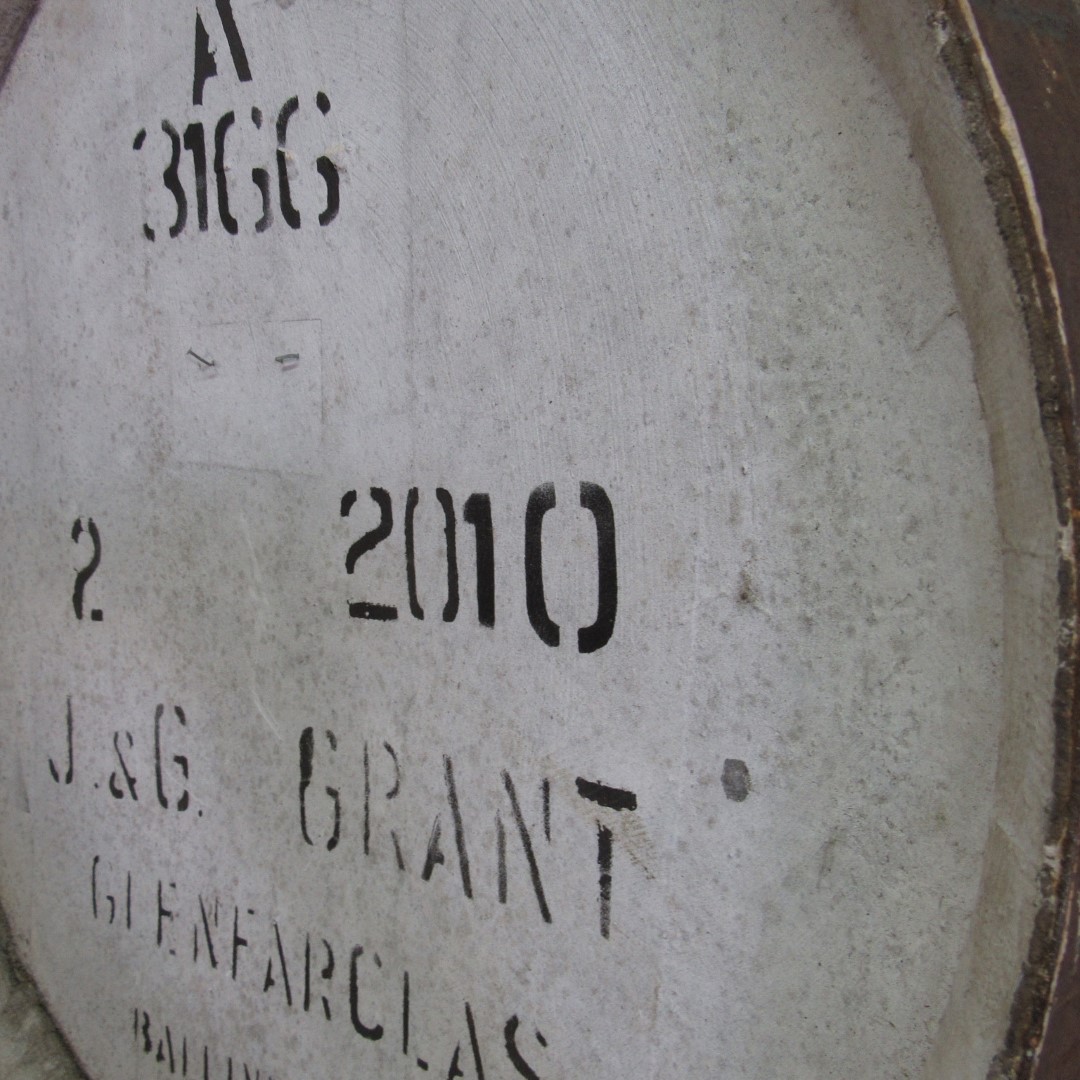 A
3166
2 2010
J.&G. GRANT
GLENFARCLAS